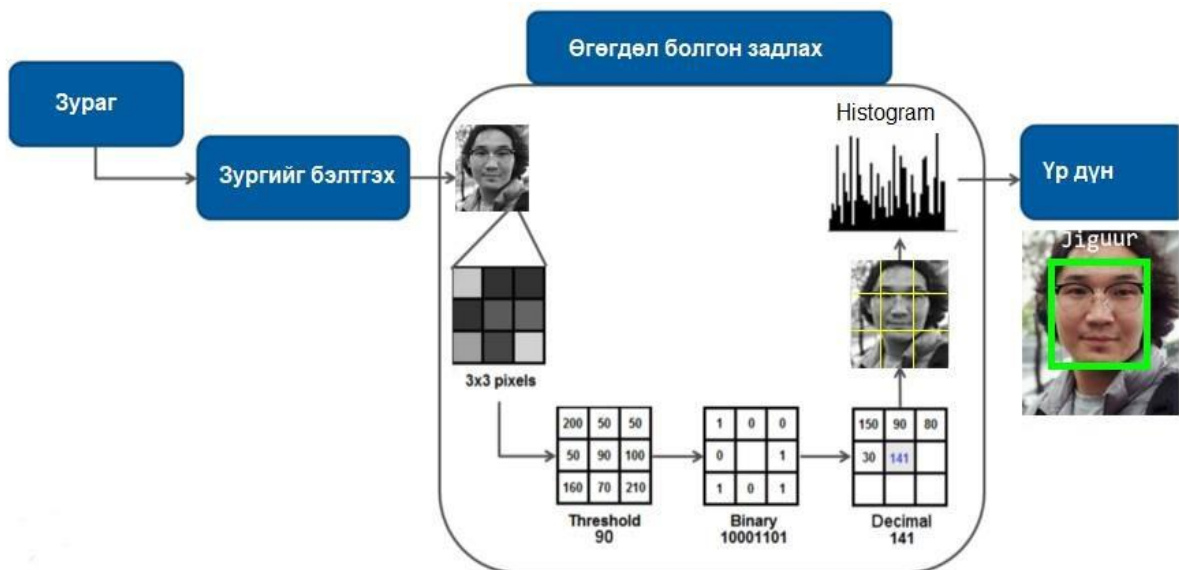 Өгөгдөл болгон задлах
Зураг
Зургийг бэлтгэх
Histogram
Үр дүн
Jiguur
3x3 pixels
200 50 50
50 90 100
160 70 210
Threshold
90
1 0 0
0 1
1 0 1
Binary
10001101
150 90 80
30 141
Decimal
141